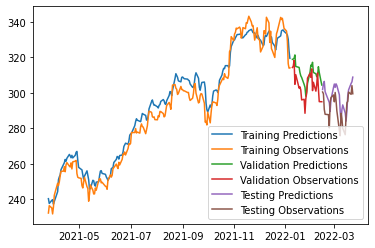 340
320
300
280
260
240
2021-05
2021-07
2021-09
2021-11
2022-01
2022-03
Training Predictions
Training Observations
Validation Predictions
Validation Observations
Testing Predictions
Testing Observations